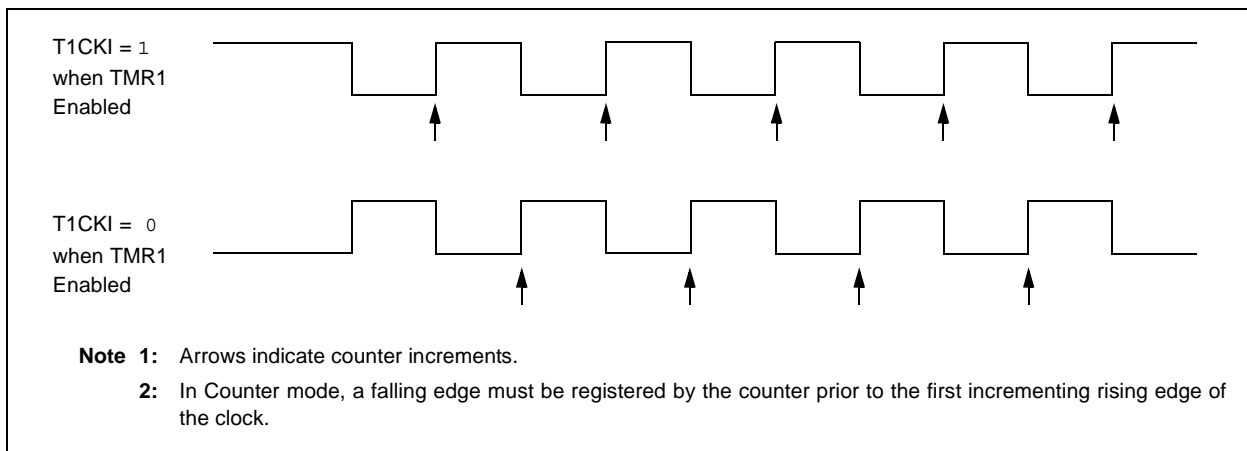 T1CKI = 1
when TMR1
Enabled
T1CKI = 0
when TMR1
Enabled
Note 1: Arrows indicate counter increments.
2: In Counter mode, a falling edge must be registered by the counter prior to the first incrementing rising edge of
the clock.